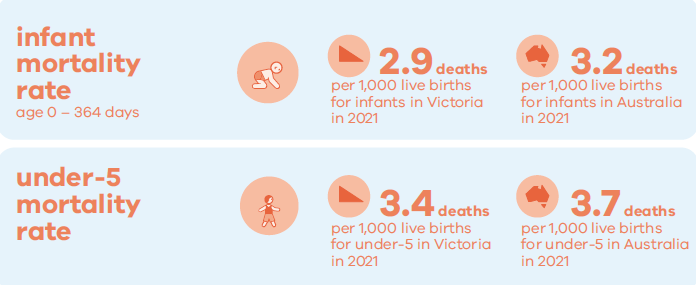 infant
mortality
rate
age 0 – 364 days
2.9 deaths
per 1,000 live births
for infants in Victoria
in 2021
3.2 deaths
per 1,000 live births
for infants in Australia
in 2021
under-5
mortality
rate
3.4 deaths
per 1,000 live births
for under-5 in Victoria
in 2021
3.7 deaths
per 1,000 live births
for under-5 in Australia
in 2021